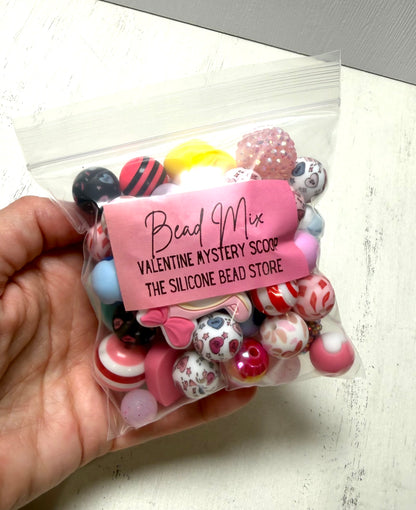 Bead Mix
VALENTINE MYSTERY SCOOP
THE SILICONE BEAD STORE